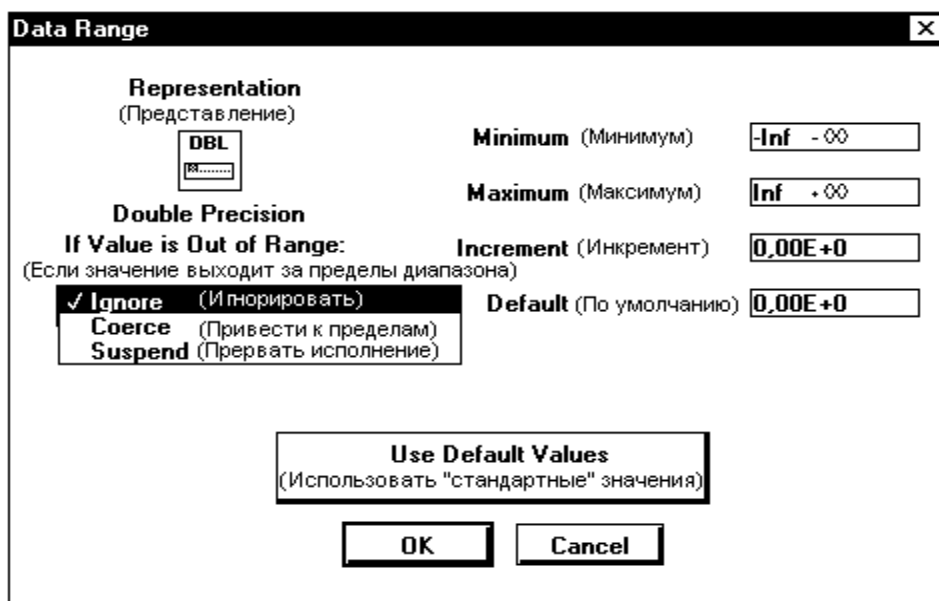 Data Range
Representation
(Представление)
DBL
Double Precision
If Value is Out of Range:
(Если значение выходит за пределы диапазона)
✓ Ignore (Игнорировать)
Coerce (Привести к пределам)
Suspend (Прервать исполнение)
Minimum (Минимум) -Inf - ∞
Maximum (Максимум) Inf + ∞
Increment (Инкремент) 0,00E+0
Default (По умолчанию) 0,00E+0
Use Default Values
(Использовать "стандартные" значения)
OK
Cancel